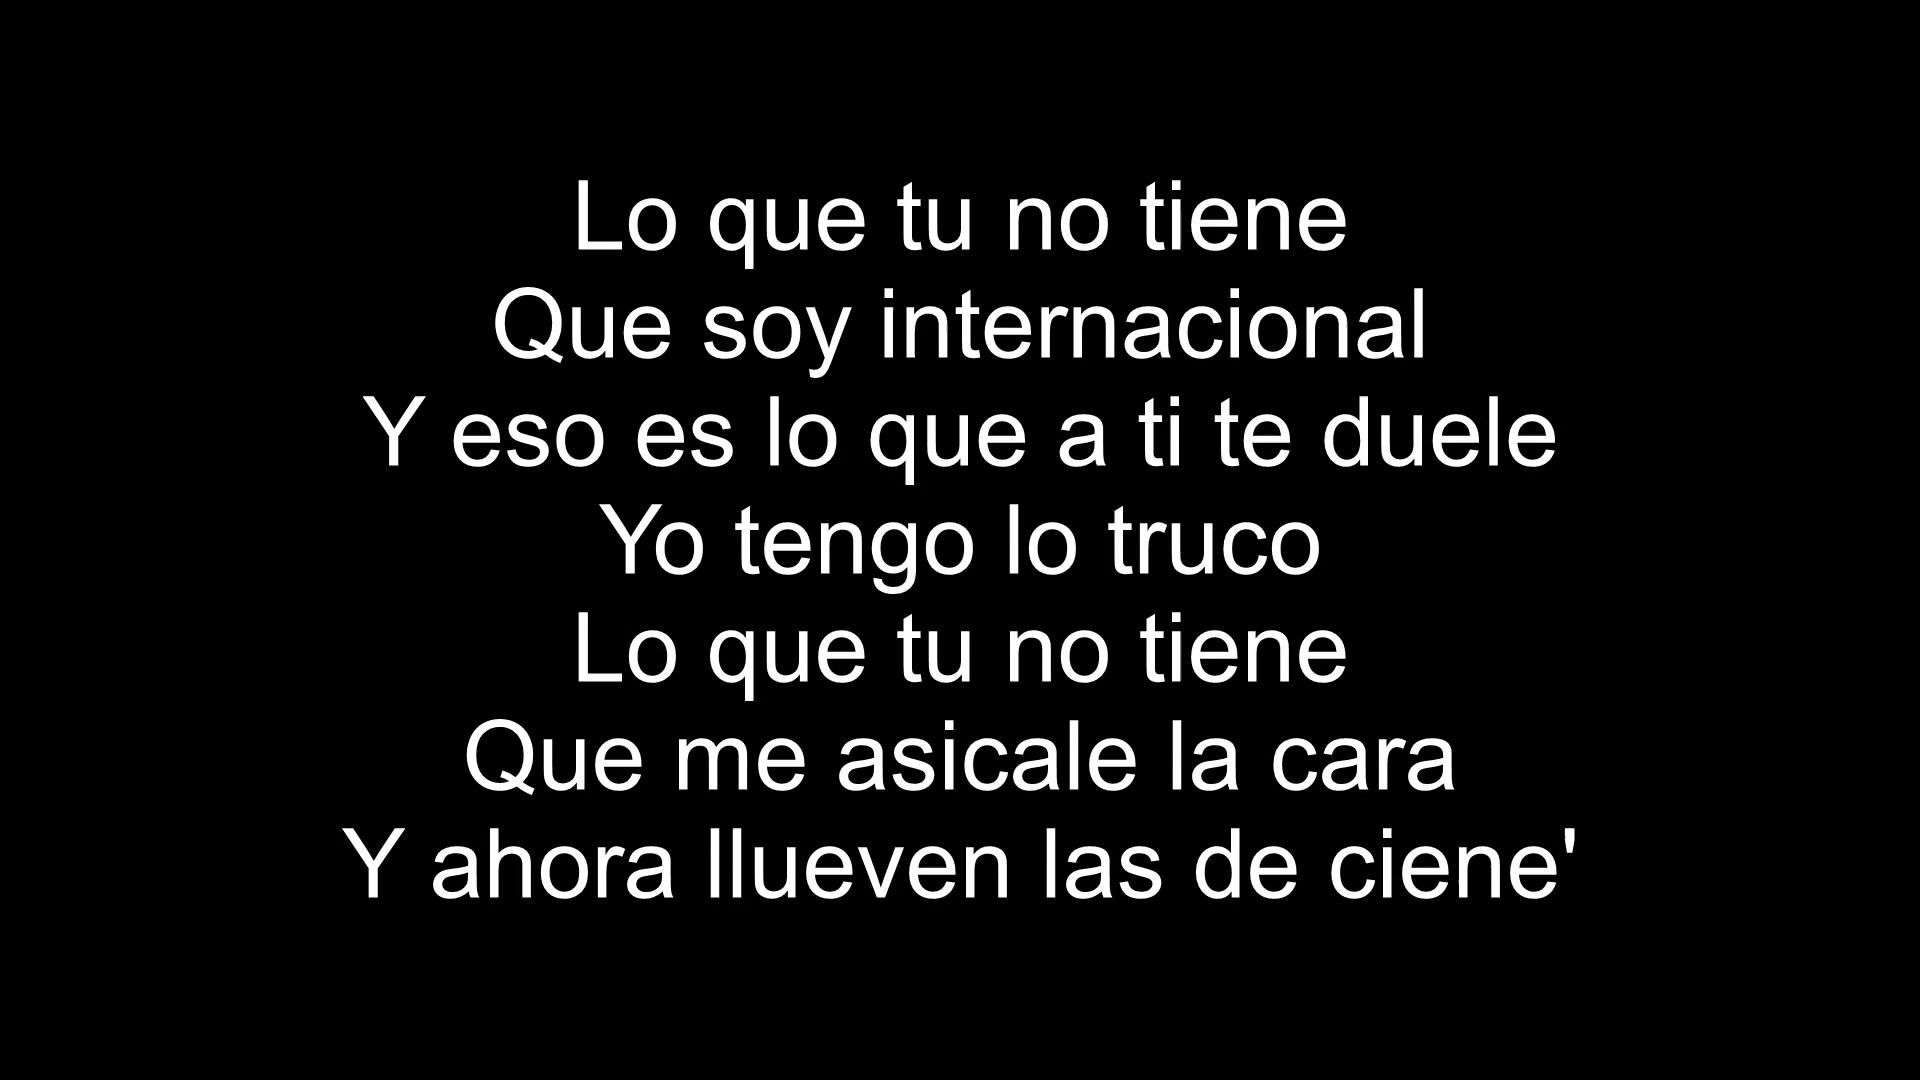 Lo que tu no tiene
Que soy internacional
Y eso es lo que a ti te duele
Yo tengo lo truco
Lo que tu no tiene
Que me asicale la cara
Y ahora llueven las de ciene'